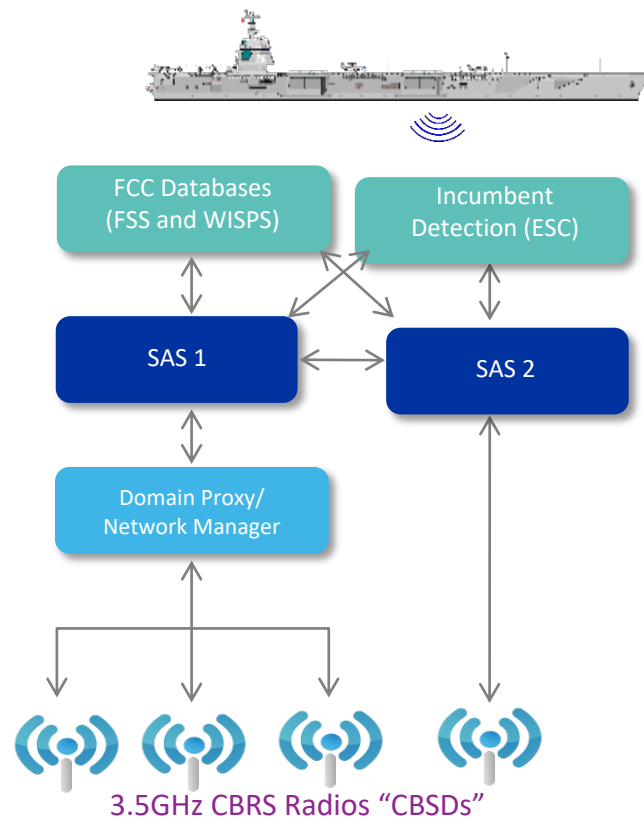 FCC Databases
(FSS and WISPS)
Incumbent
Detection (ESC)
SAS 1
SAS 2
Domain Proxy/
Network Manager
3.5GHz CBRS Radios “CBSDs”